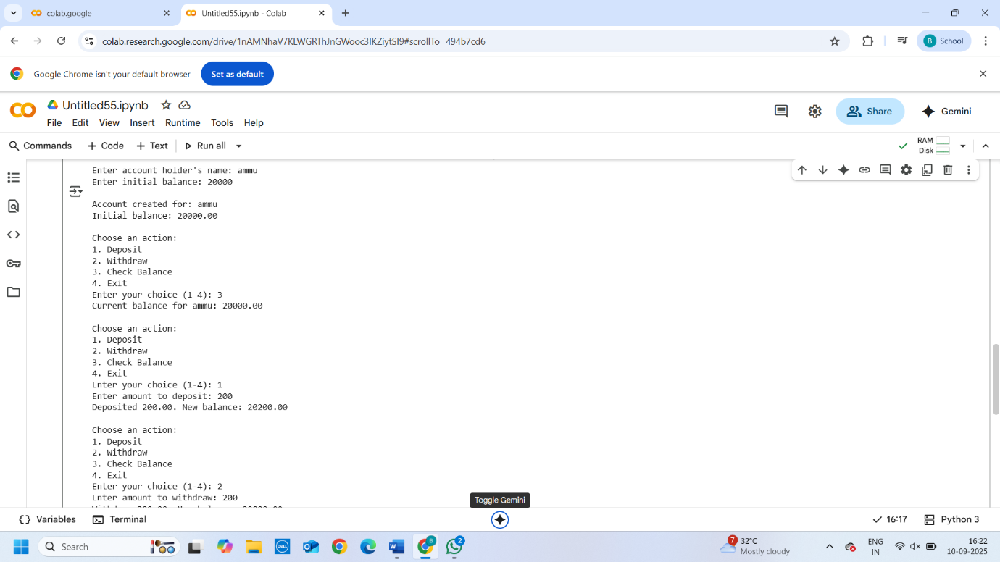 colab.google
Untitled55.ipynb - Colab
colab.research.google.com/drive/1nAMNhaV7KLWGRThJnGWooc3IKZiytSI9#scrollTo=494b7cd6
B School
Google Chrome isn't your default browser
Set as default
Untitled55.ipynb
Share
Gemini
File Edit View Insert Runtime Tools Help
Commands + Code + Text Run all
RAM
Disk
Enter account holder's name: ammu
Enter initial balance: 20000
Account created for: ammu
Initial balance: 20000.00
Choose an action:
1. Deposit
2. Withdraw
3. Check Balance
4. Exit
Enter your choice (1-4): 3
Current balance for ammu: 20000.00
Choose an action:
1. Deposit
2. Withdraw
3. Check Balance
4. Exit
Enter your choice (1-4): 1
Enter amount to deposit: 200
Deposited 200.00. New balance: 20200.00
Choose an action:
1. Deposit
2. Withdraw
3. Check Balance
4. Exit
Enter your choice (1-4): 2
Enter amount to withdraw: 200
Toggle Gemini
{} Variables
Terminal
16:17
Python 3
Search
DELL
W
B
2
7
32°C
Mostly cloudy
ENG
IN
16:22
10-09-2025